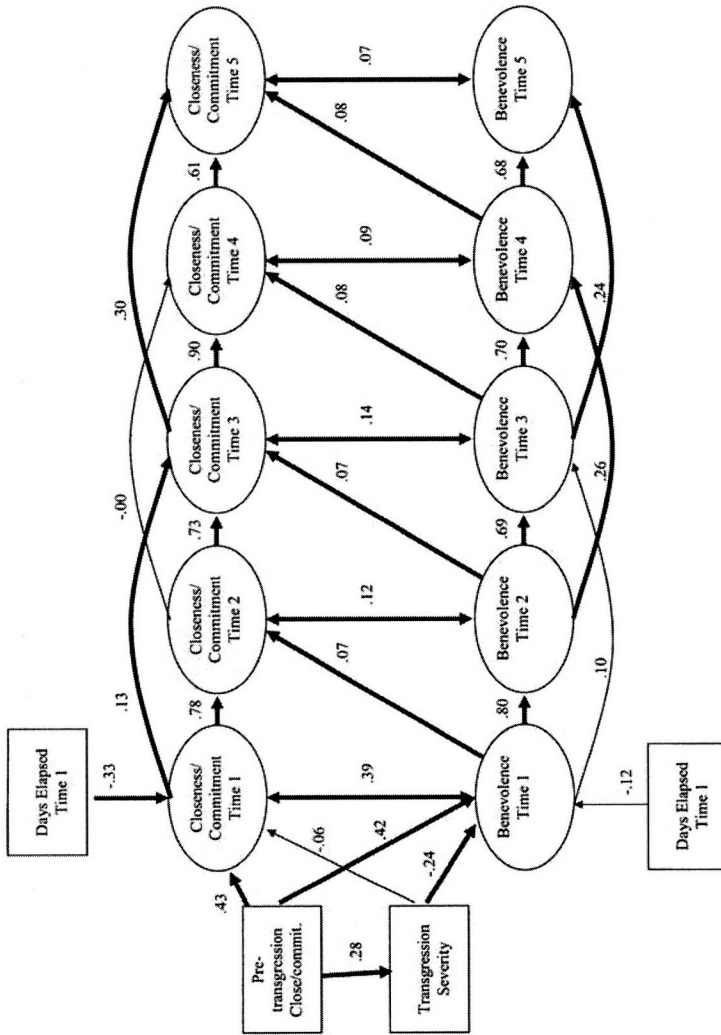 Days Elapsed
Time 1
-.33
.13
-.00
.30
Closeness/
Commitment
Time 1
.78
Closeness/
Commitment
Time 2
.73
Closeness/
Commitment
Time 3
.90
Closeness/
Commitment
Time 4
.61
Closeness/
Commitment
Time 5
.43
Pre-
transgression
Close/commit.
.28
Transgression
Severity
-.06
.42
-.24
.39
.07
.12
.07
.14
.08
.09
.08
.07
Benevolence
Time 1
.80
Benevolence
Time 2
.69
Benevolence
Time 3
.70
Benevolence
Time 4
.68
Benevolence
Time 5
.10
.26
.24
-.12
Days Elapsed
Time 1